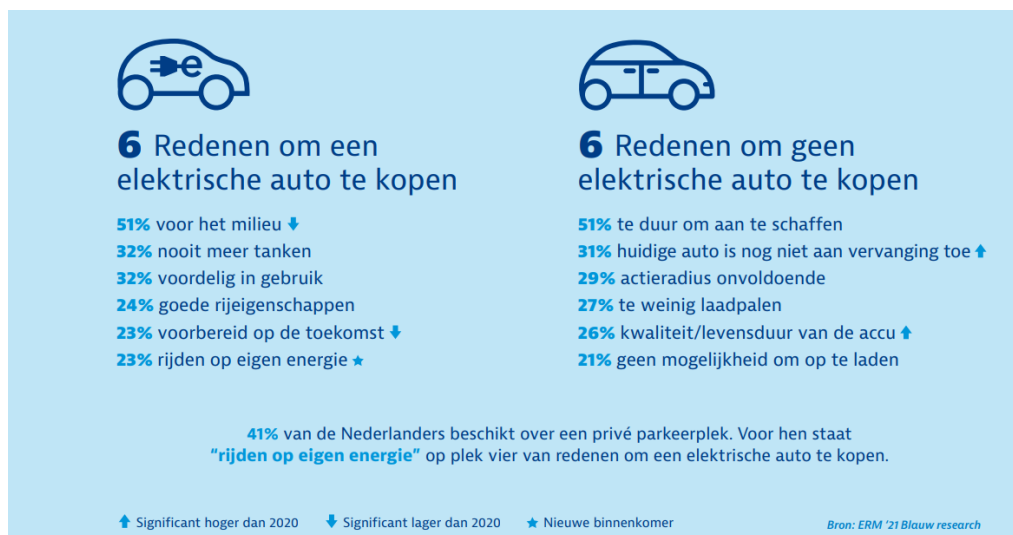 6 Redenen om een
elektrische auto te kopen
51% voor het milieu
32% nooit meer tanken
32% voordelig in gebruik
24% goede rijeigenschappen
23% voorbereid op de toekomst
23% rijden op eigen energie
6 Redenen om geen
elektrische auto te kopen
51% te duur om aan te schaffen
31% huidige auto is nog niet aan vervanging toe
29% actieradius onvoldoende
27% te weinig laadpalen
26% kwaliteit/levensduur van de accu
21% geen mogelijkheid om op te laden
41% van de Nederlanders beschikt over een privé parkeerplek. Voor hen staat
“rijden op eigen energie” op plek vier van redenen om een elektrische auto te kopen.
Significant hoger dan 2020 Significant lager dan 2020 Nieuwe binnenkomer
Bron: ERM ’21 Blauw research